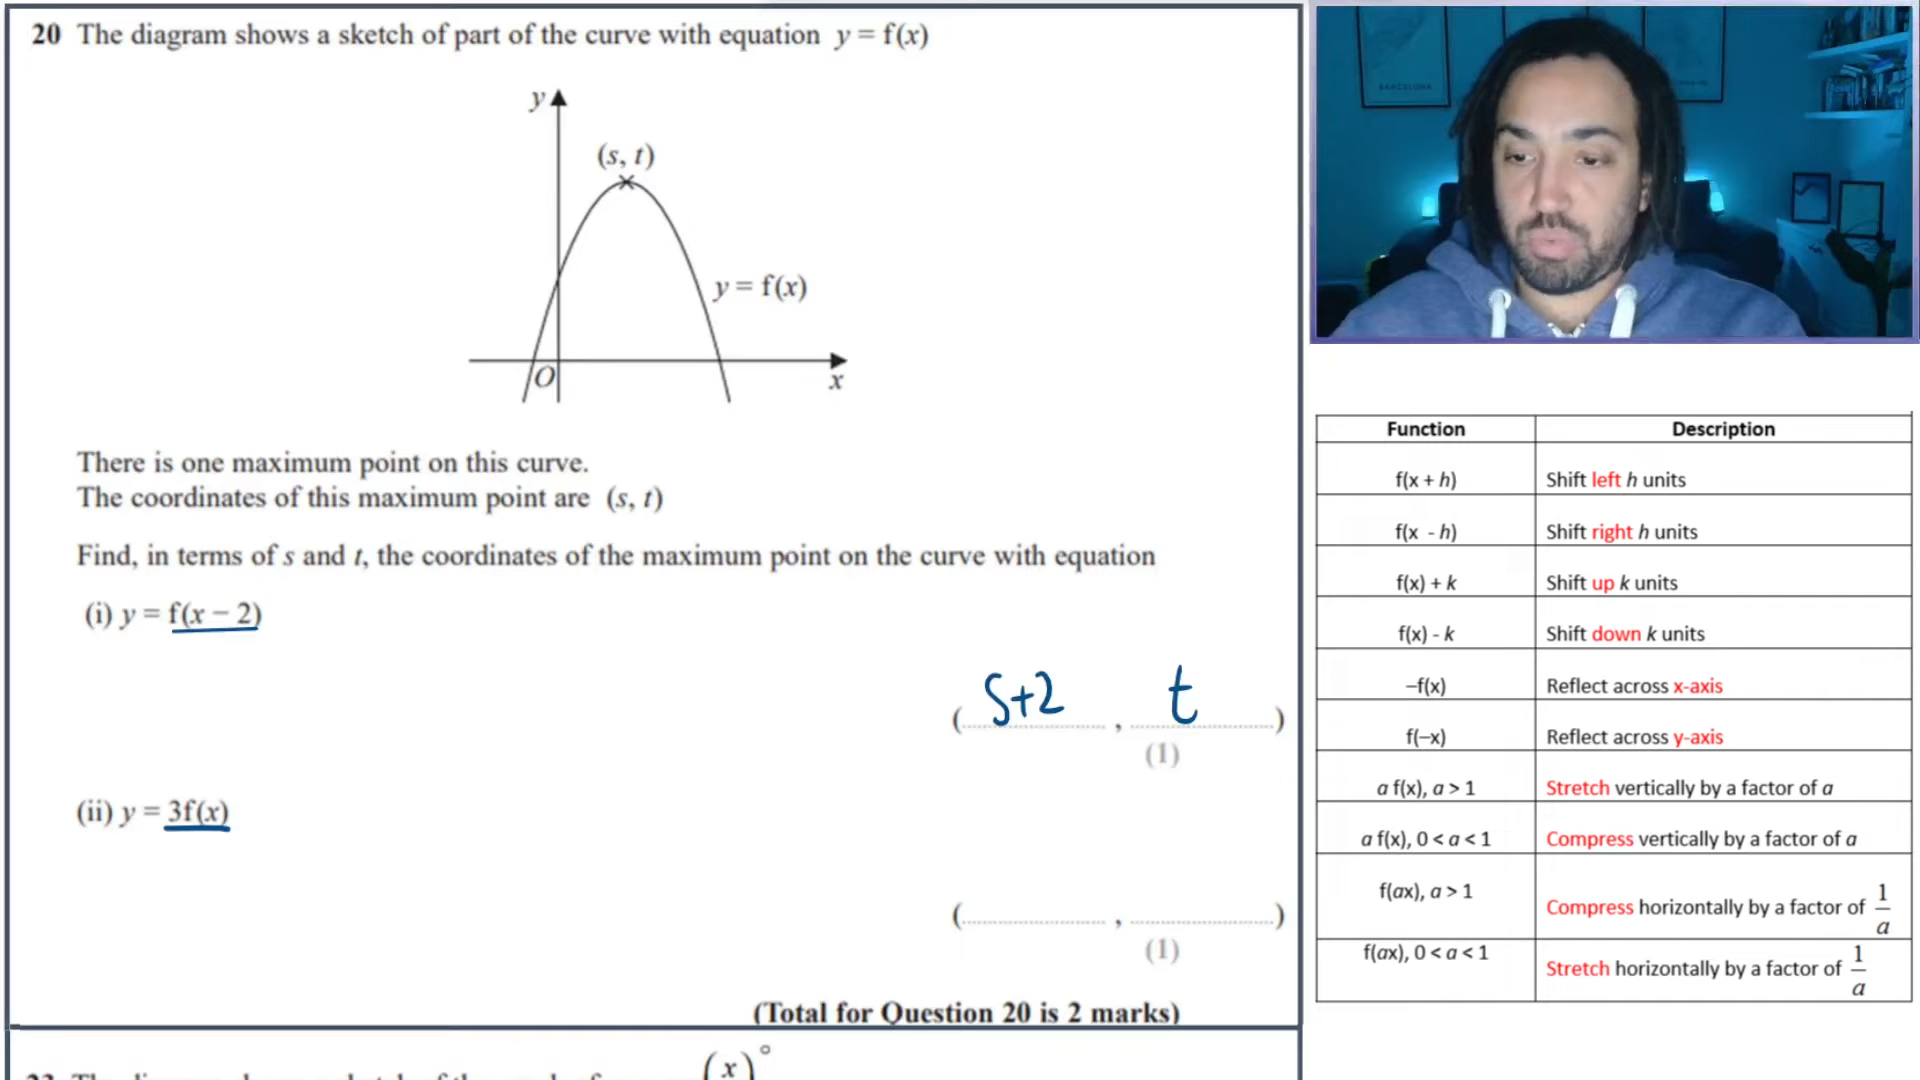 20 The diagram shows a sketch of part of the curve with equation y = f(x)
y
(s, t)
y = f(x)
O
x
There is one maximum point on this curve.
The coordinates of this maximum point are (s, t)
Find, in terms of s and t, the coordinates of the maximum point on the curve with equation
(i) y = f(x − 2)
(S+2, t)
(1)
(ii) y = 3f(x)
(.................... , ....................)
(1)
(Total for Question 20 is 2 marks)
(x)°
BARCELONA
Function Description
f(x + h) Shift left h units
f(x - h) Shift right h units
f(x) + k Shift up k units
f(x) - k Shift down k units
−f(x) Reflect across x-axis
f(−x) Reflect across y-axis
a f(x), a > 1 Stretch vertically by a factor of a
a f(x), 0 < a < 1 Compress vertically by a factor of a
f(ax), a > 1 Compress horizontally by a factor of 1/a
f(ax), 0 < a < 1 Stretch horizontally by a factor of 1/a